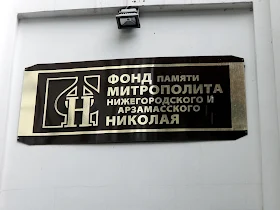 ФОНД ПАМЯТИ
МИТРОПОЛИТА
НИЖЕГОРОДСКОГО И
АРЗАМАССКОГО
НИКОЛАЯ